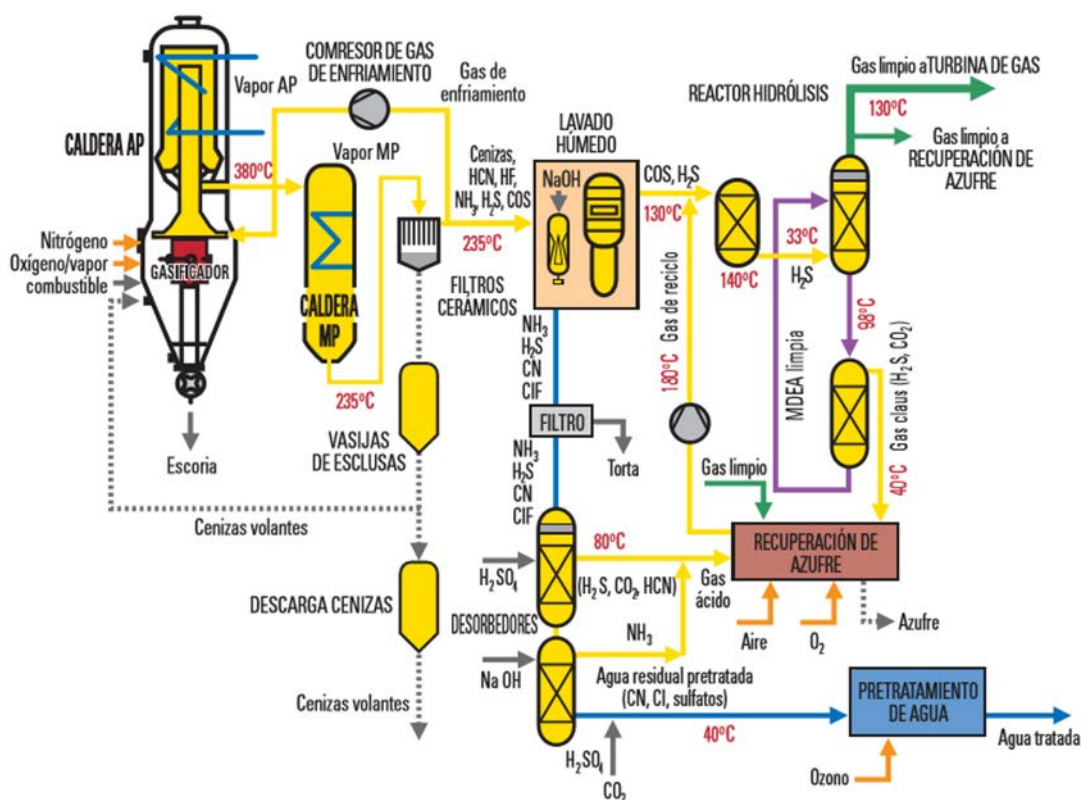 COMRESOR DE GAS
DE ENFRIAMIENTO
Vapor AP
CALDERA AP
380ºC
Gas de
enfriamiento
Vapor MP
Cenizas,
HCN, HF,
NH₃, H₂S, COS
235ºC
Nitrógeno
Oxígeno/vapor
combustible
GASIFICADOR
CALDERA
MP
235ºC
FILTROS
CERÁMICOS
VASIJAS
DE ESCLUSAS
Escoria
Cenizas volantes
DESCARGA CENIZAS
Cenizas volantes
LAVADO
HÚMEDO
NaOH
COS, H₂S
130ºC
REACTOR HIDRÓLISIS
Gas limpio aTURBINA DE GAS
130ºC
Gas limpio a
RECUPERACIÓN DE
AZUFRE
33ºC
140ºC
H₂S
98ºC
MDEA limpia
40ºC Gas claus (H₂S, CO₂)
180ºC Gas de reciclo
NH₃
H₂S
CN
CIF
FILTRO
Torta
NH₃
H₂S
CN
CIF
Gas limpio
RECUPERACIÓN DE
AZUFRE
80ºC
(H₂S, CO₂, HCN)
Gas
ácido
H₂SO₄
DESORBEDORES
NH₃
Aire
O₂
Azufre
Na OH
Agua residual pretratada
(CN, Cl, sulfatos)
40ºC
H₂SO₄
CO₂
PRETRATAMIENTO
DE AGUA
Agua tratada
Ozono